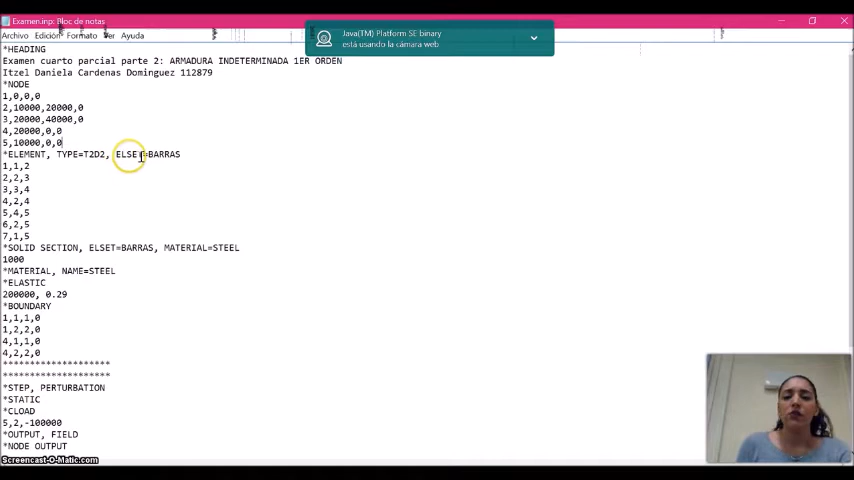 Examen.inp: Bloc de notas
Archivo Edición Formato Ver Ayuda
Java(TM) Platform SE binary
está usando la cámara web
*HEADING
Examen cuarto parcial parte 2: ARMADURA INDETERMINADA 1ER ORDEN
Itzel Daniela Cardenas Dominguez 112879
*NODE
1,0,0,0
2,10000,20000,0
3,20000,40000,0
4,20000,0,0
5,10000,0,0
*ELEMENT, TYPE=T2D2, ELSET=BARRAS
1,1,2
2,2,3
3,3,4
4,2,4
5,4,5
6,2,5
7,1,5
*SOLID SECTION, ELSET=BARRAS, MATERIAL=STEEL
1000
*MATERIAL, NAME=STEEL
*ELASTIC
200000, 0.29
*BOUNDARY
1,1,1,0
1,2,2,0
4,1,1,0
4,2,2,0
********************
********************
*STEP, PERTURBATION
*STATIC
*CLOAD
5,2,-100000
*OUTPUT, FIELD
*NODE OUTPUT
Screencast-O-Matic.com